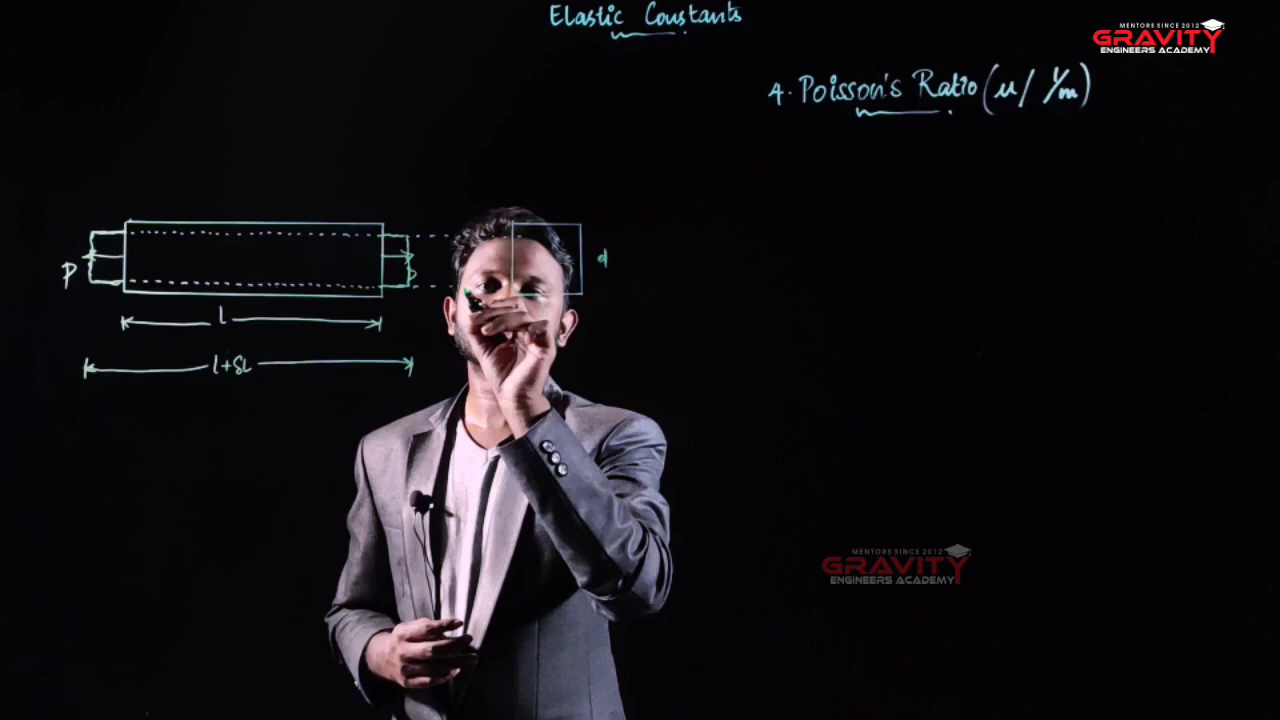 Elastic Constants
MENTORS SINCE 2012
GRAVITY
ENGINEERS ACADEMY
4. Poisson's Ratio (μ/ 1/m)
P
P
d
l
l+δl
MENTORS SINCE 2012
GRAVITY
ENGINEERS ACADEMY